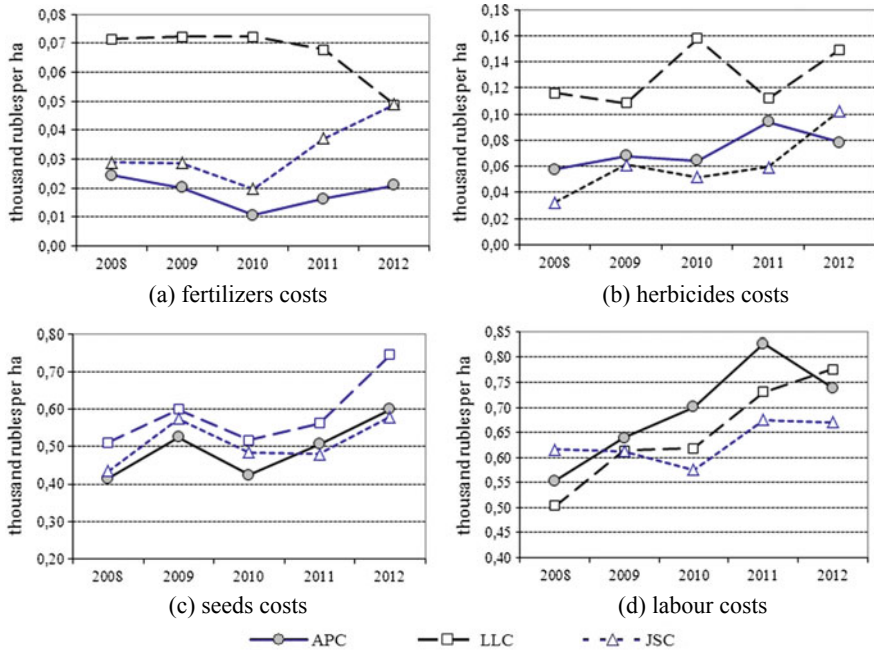 thousand rubles per ha
0,08
0,07
0,06
0,05
0,04
0,03
0,02
0,01
0,00
2008 2009 2010 2011 2012
(a) fertilizers costs
thousand rubles per ha
0,18
0,16
0,14
0,12
0,10
0,08
0,06
0,04
0,02
0,00
2008 2009 2010 2011 2012
(b) herbicides costs
thousand rubles per ha
0,80
0,70
0,60
0,50
0,40
0,30
0,20
2008 2009 2010 2011 2012
(c) seeds costs
thousand rubles per ha
0,85
0,80
0,75
0,70
0,65
0,60
0,55
0,50
0,45
0,40
2008 2009 2010 2011 2012
(d) labour costs
APC LLC JSC